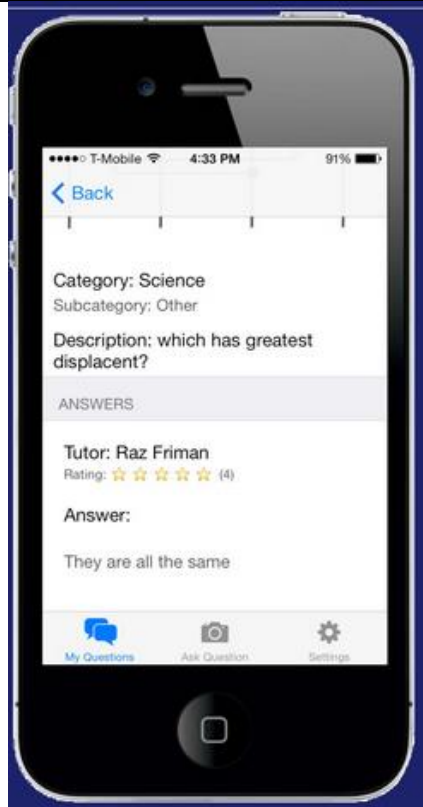 T-Mobile 4:33 PM 91%
Back
Category: Science
Subcategory: Other
Description: which has greatest
displacent?
ANSWERS
Tutor: Raz Friman
Rating: (4)
Answer:
They are all the same
My Questions Ask Question Settings